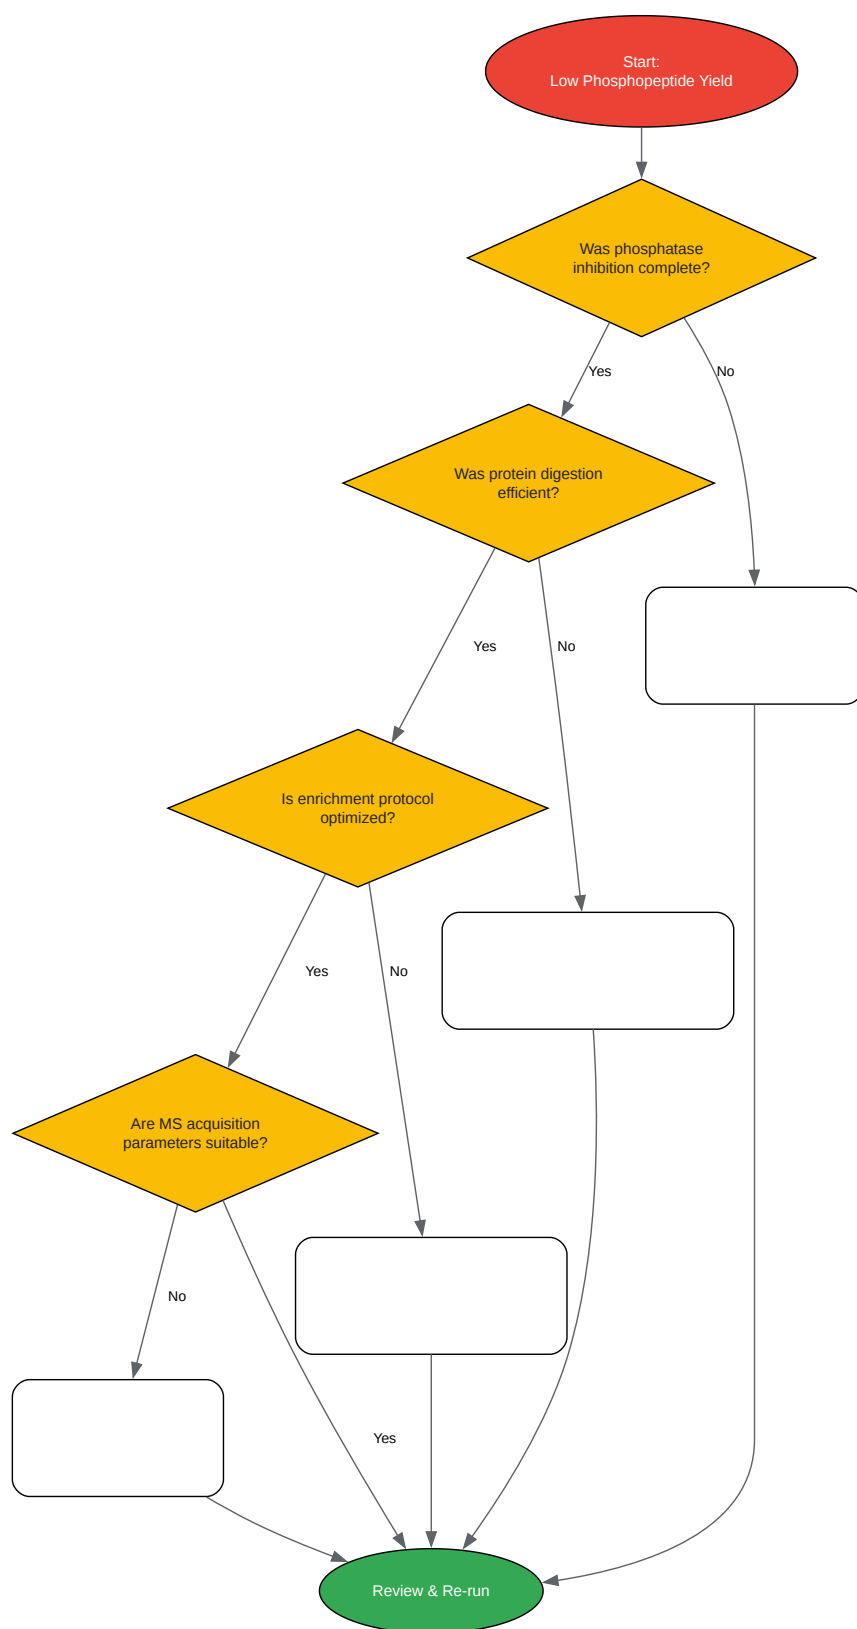 Start:
Low Phosphopeptide Yield
Was phosphatase
inhibition complete?
Yes
No
Was protein digestion
efficient?
Yes
No
Is enrichment protocol
optimized?
Yes
No
Are MS acquisition
parameters suitable?
No
Yes
Review & Re-run